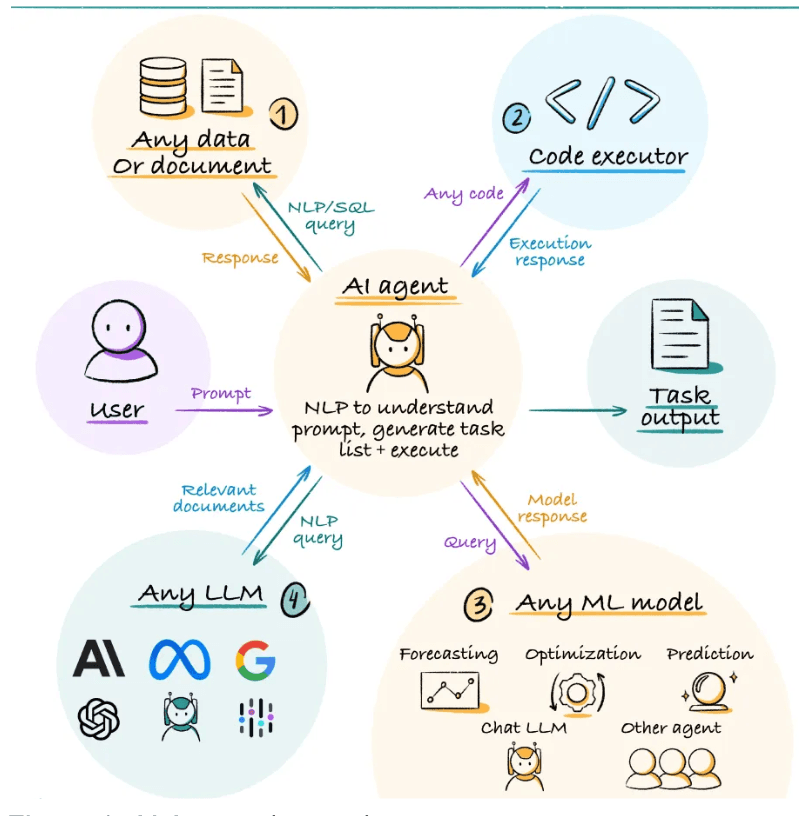 1
Any data
Or document
2
Code executor
NLP/SQL
query
Response
Any code
Execution
response
AI agent
NLP to understand
prompt, generate task
list + execute
User
Prompt
Task
output
Relevant
documents
NLP
query
Query
Model
response
Any LLM
4
3
Any ML model
Forecasting
Optimization
Prediction
Chat LLM
Other agent